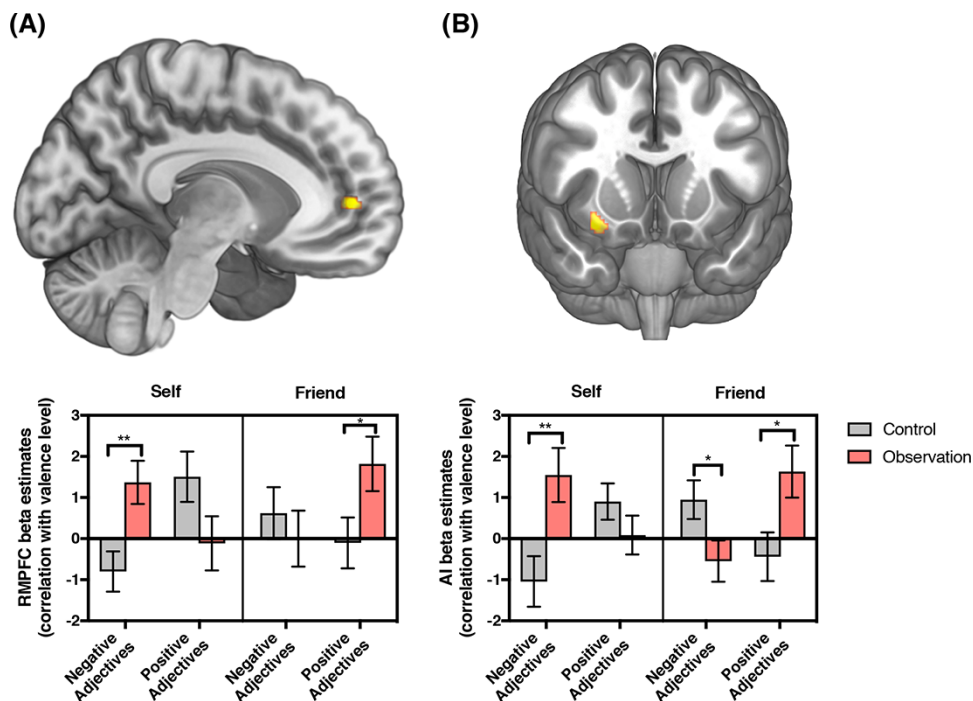 (A)
(B)
Self Friend
RMPFC beta estimates
(correlation with valence level)
3
2
1
0
-1
-2
**
*
Negative
Adjectives
Positive
Adjectives
Negative
Adjectives
Positive
Adjectives
Self Friend
AI beta estimates
(correlation with valence level)
3
2
1
0
-1
-2
**
*
*
Negative
Adjectives
Positive
Adjectives
Negative
Adjectives
Positive
Adjectives
Control
Observation